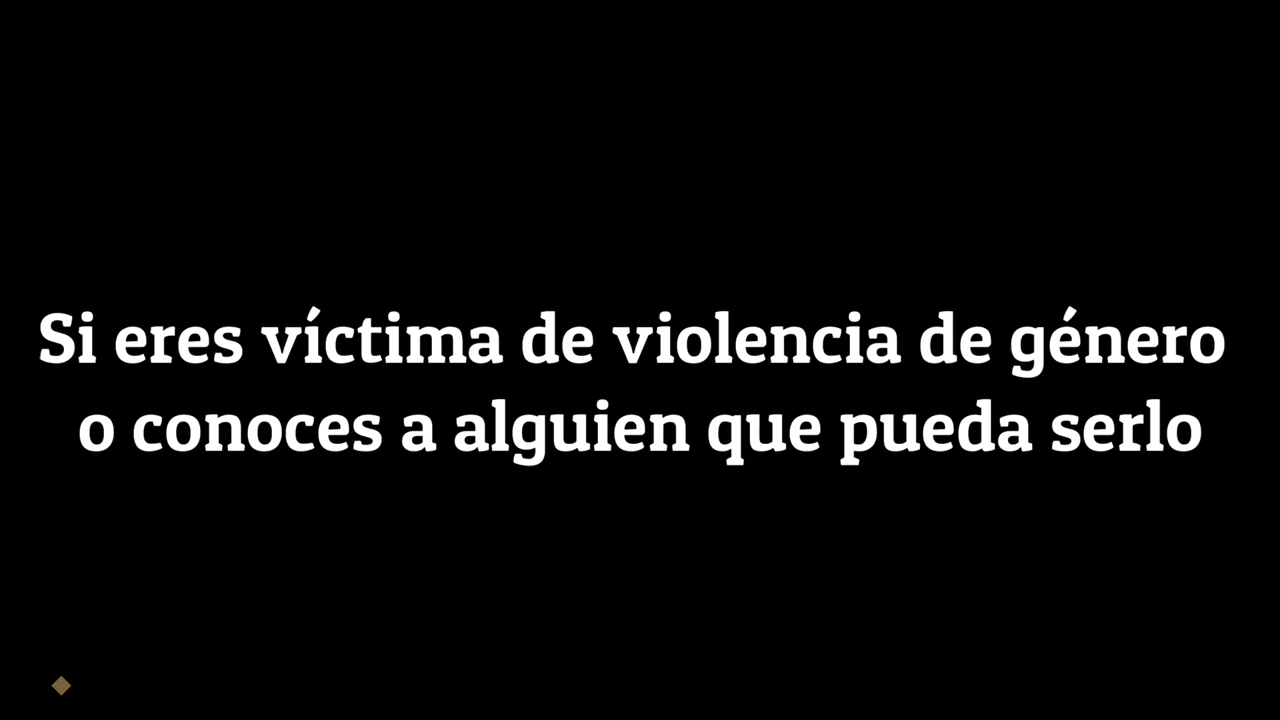 Si eres víctima de violencia de género
o conoces a alguien que pueda serlo